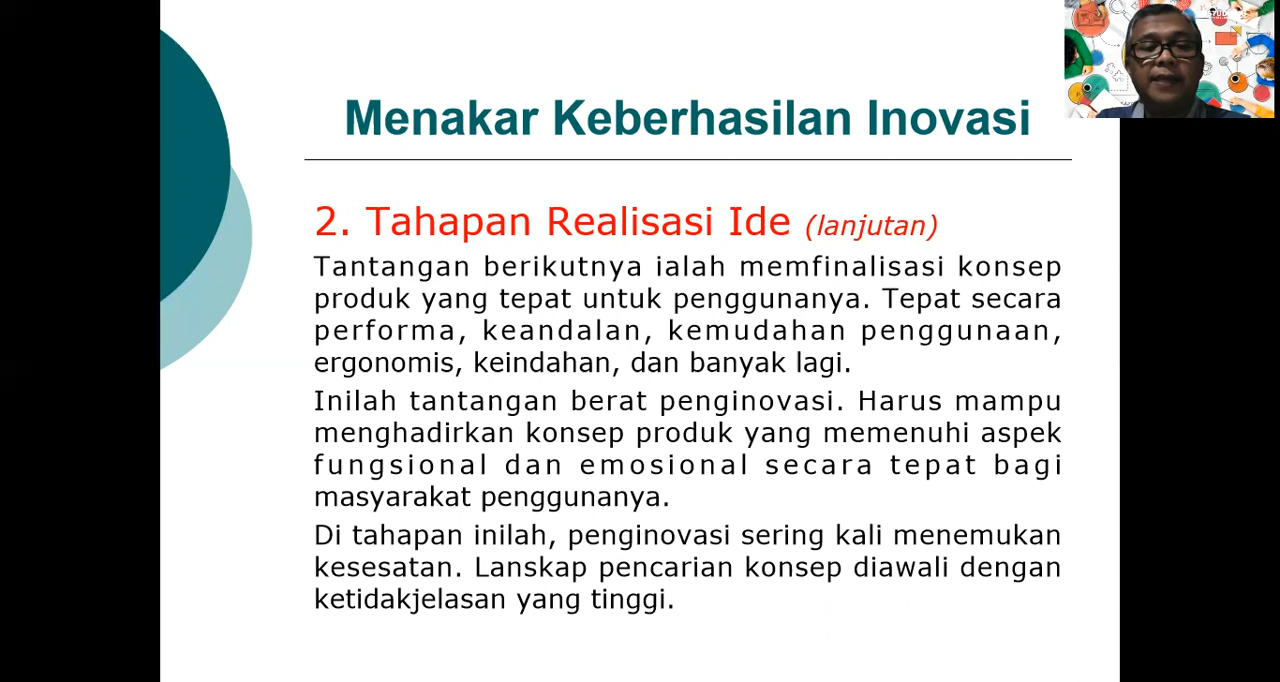 Menakar Keberhasilan Inovasi
2. Tahapan Realisasi Ide (lanjutan)
Tantangan berikutnya ialah memfinalisasi konsep
produk yang tepat untuk penggunanya. Tepat secara
performa, keandalan, kemudahan penggunaan,
ergonomis, keindahan, dan banyak lagi.
Inilah tantangan berat penginovasi. Harus mampu
menghadirkan konsep produk yang memenuhi aspek
fungsional dan emosional secara tepat bagi
masyarakat penggunanya.
Di tahapan inilah, penginovasi sering kali menemukan
kesesatan. Lanskap pencarian konsep diawali dengan
ketidakjelasan yang tinggi.